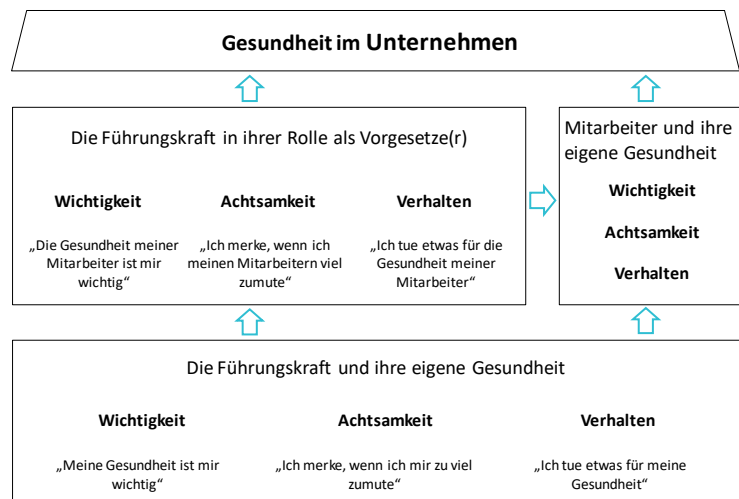 Gesundheit im Unternehmen
Die Führungskraft in ihrer Rolle als Vorgesetze(r)
Wichtigkeit
„Die Gesundheit meiner
Mitarbeiter ist mir
wichtig“
Achtsamkeit
„Ich merke, wenn ich
meinen Mitarbeitern viel
zumute“
Verhalten
„Ich tue etwas für die
Gesundheit meiner
Mitarbeiter“
Mitarbeiter und ihre
eigene Gesundheit
Wichtigkeit
Achtsamkeit
Verhalten
Die Führungskraft und ihre eigene Gesundheit
Wichtigkeit
„Meine Gesundheit ist mir
wichtig“
Achtsamkeit
„Ich merke, wenn ich mir zu viel
zumute“
Verhalten
„Ich tue etwas für meine
Gesundheit“